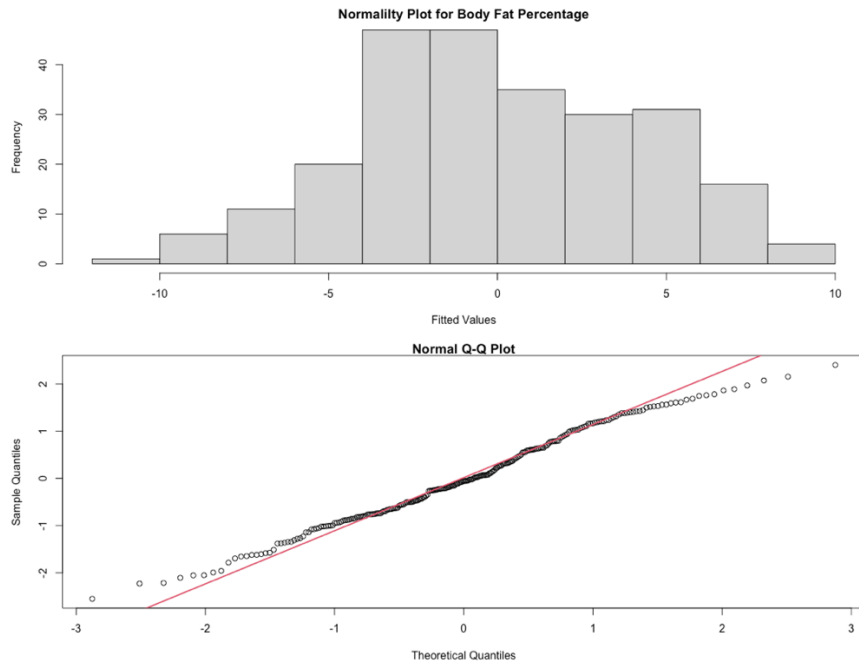 Normalilty Plot for Body Fat Percentage
Frequency
40
30
20
10
0
-10 -5 0 5 10
Fitted Values
Normal Q-Q Plot
Sample Quantiles
2
1
0
-1
-2
-3 -2 -1 0 1 2 3
Theoretical Quantiles